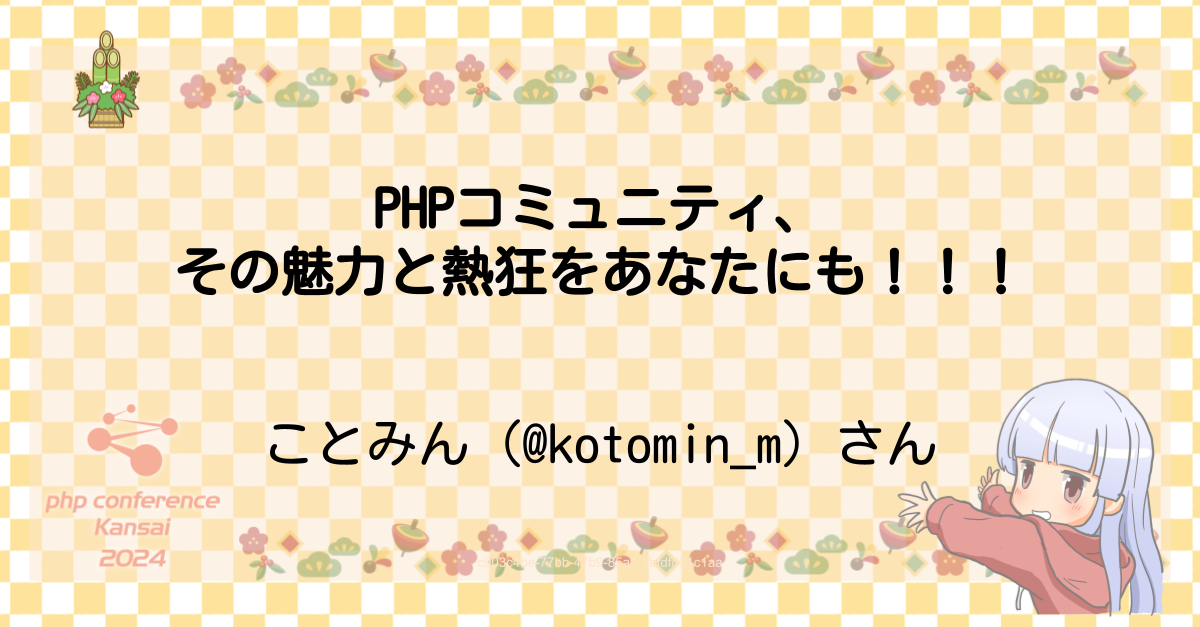 PHPコミュニティ、
その魅力と熱狂をあなたにも！！！
ことみん（@kotomin_m）さん
php conference
Kansai
2024